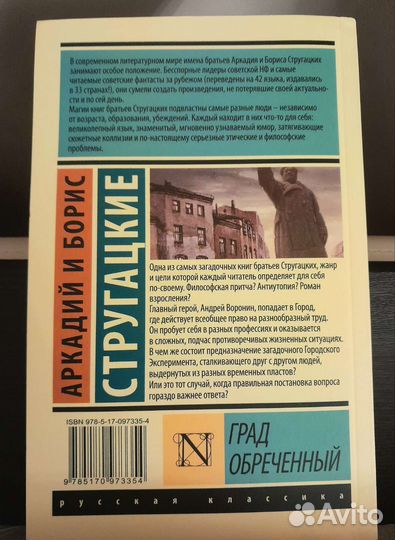 В современном литературном мире имена братьев Аркадия и Бориса Стругацких
занимают особое положение. Бесспорные лидеры советской НФ и самые
читаемые советские фантасты за рубежом (переведены на 42 языка, издавались
в 33 странах!), они сумели создать произведения, не потерявшие своей актуально-
сти и по сей день.
Магии книг братьев Стругацких подвластны самые разные люди – независимо
от возраста, образования, убеждений. Каждый находит в них что-то для себя:
великолепный язык, знаменитый, мгновенно узнаваемый юмор, затягивающие
сюжетные коллизии и по-настоящему серьезные этические и философские
проблемы.
АРКАДИЙ И БОРИС
СТРУГАЦКИЕ
Одна из самых загадочных книг братьев Стругацких, жанр
и цели которой каждый читатель определяет для себя
по-своему. Философская притча? Антиутопия? Роман
взросления?
Главный герой, Андрей Воронин, попадает в Город,
где действует всеобщее право на разнообразный труд.
Он пробует себя в разных профессиях и оказывается
в сложных, подчас противоречивых жизненных ситуациях.
В чем же состоит предназначение загадочного Городского
Эксперимента, сталкивающего друг с другом людей,
выдернутых из разных временных пластов?
Или это тот случай, когда правильная постановка вопроса
гораздо важнее ответа?
ISBN 978-5-17-097335-4
9 785170 973354
N
ГРАД
ОБРЕЧЕННЫЙ
русская классика
Avito